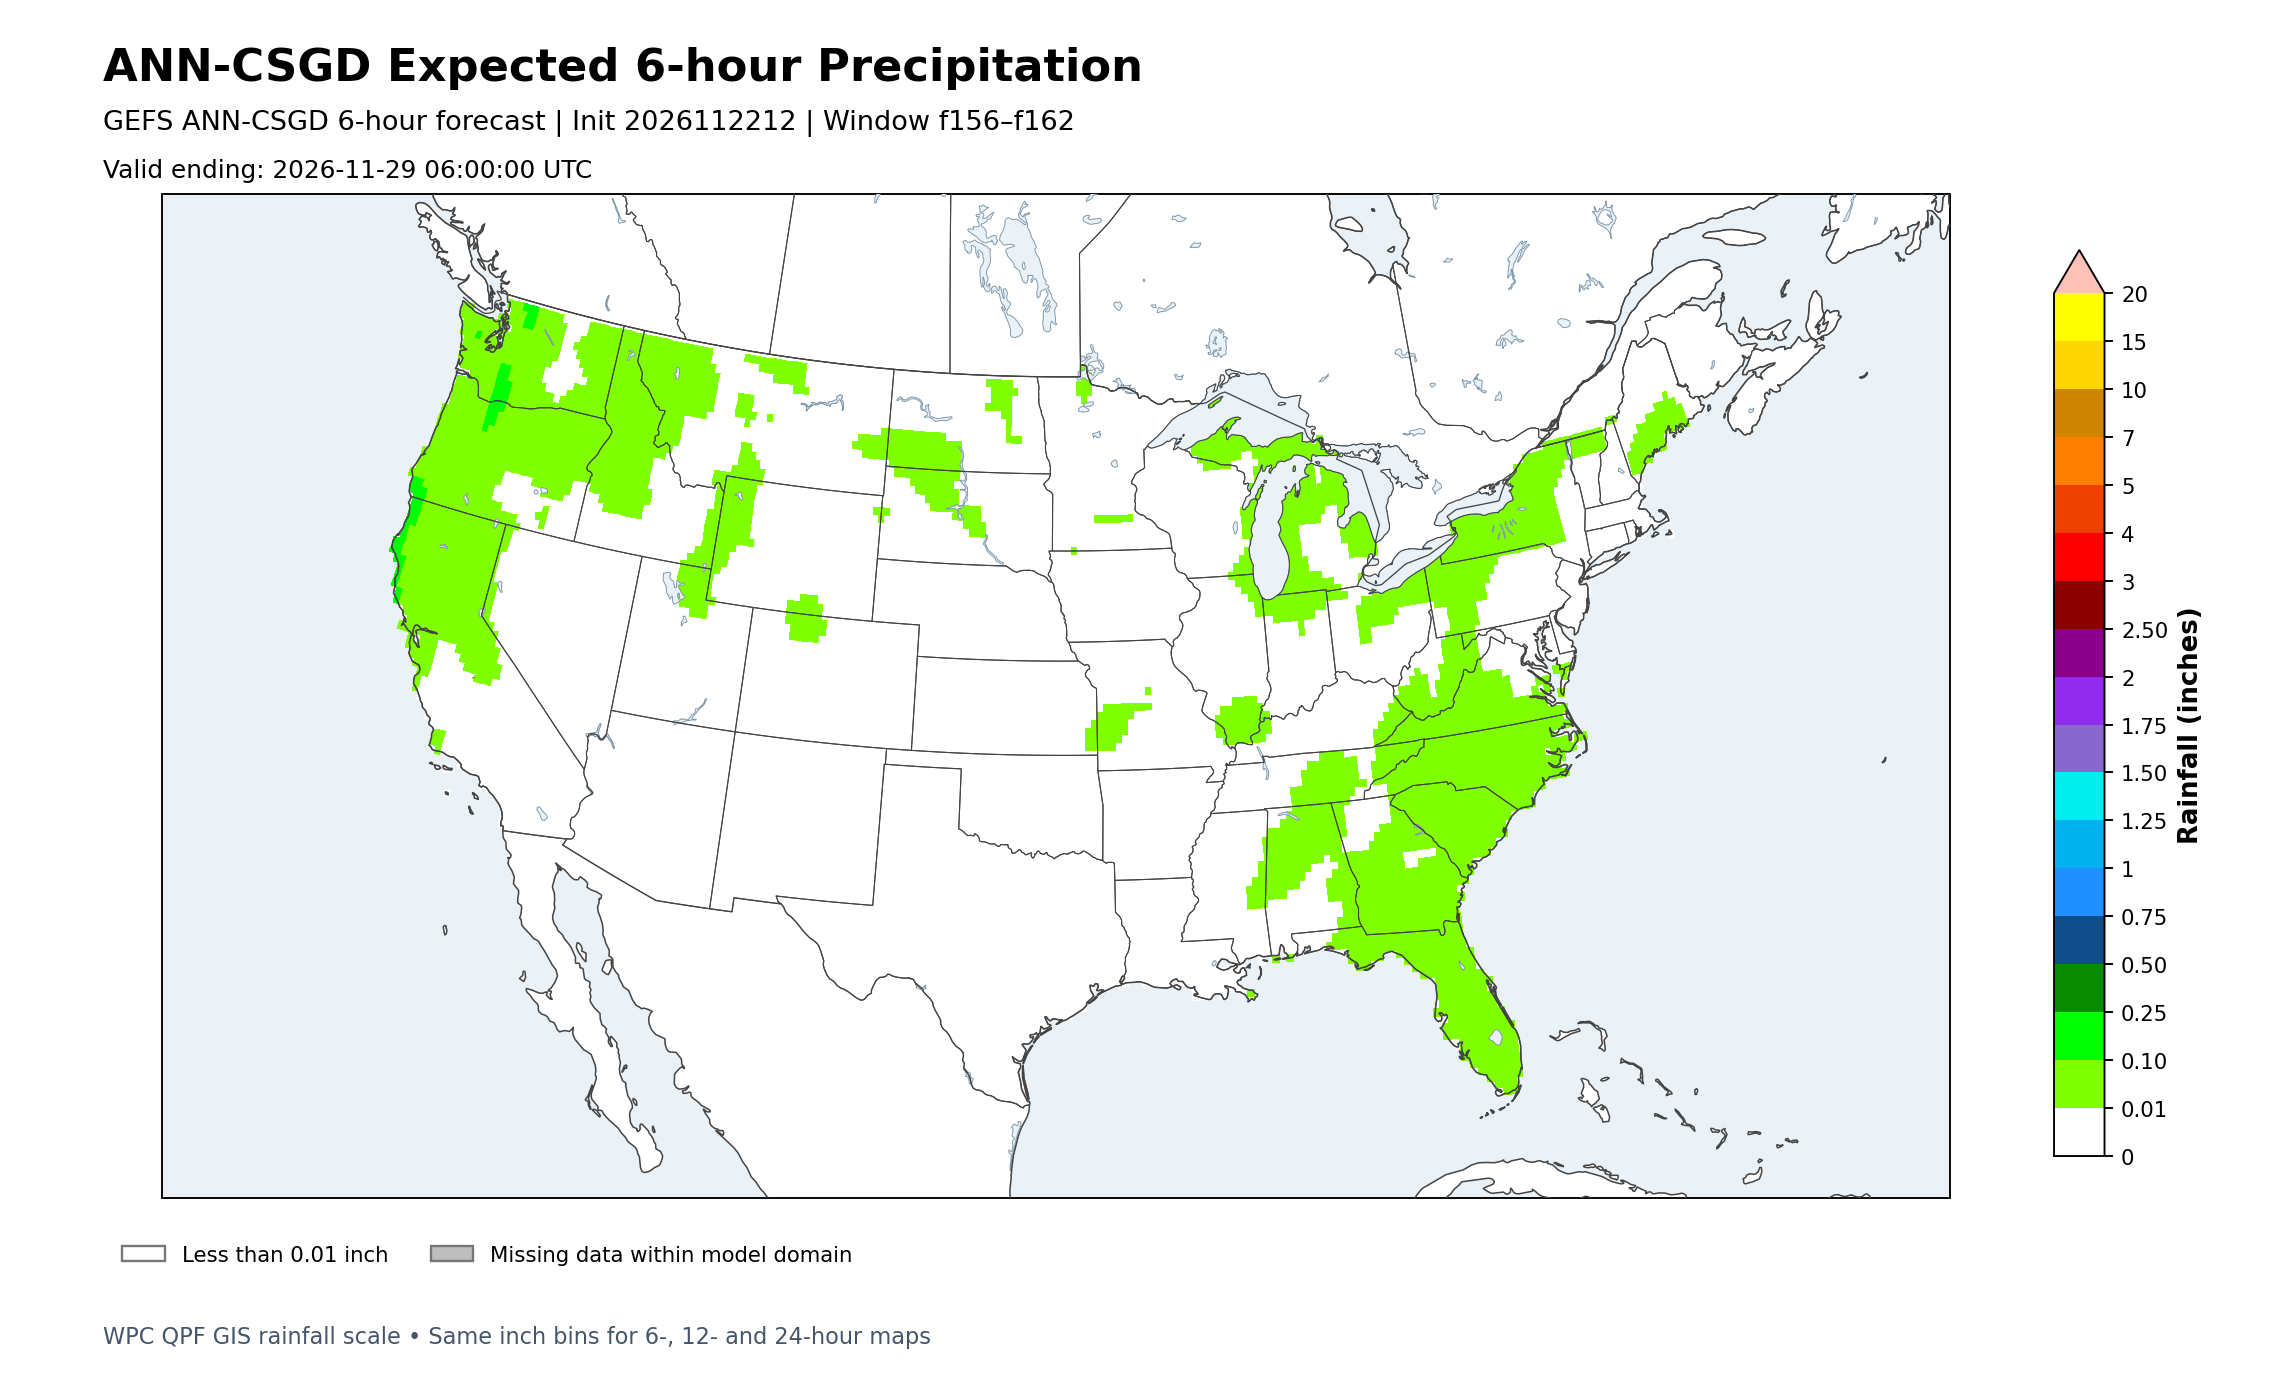 ANN-CSGD Expected 6-hour Precipitation
GEFS ANN-CSGD 6-hour forecast | Init 2026112212 | Window f156–f162
Valid ending: 2026-11-29 06:00:00 UTC
20
15
10
7
5
4
3
2.50
2
1.75
1.50
1.25
1
0.75
0.50
0.25
0.10
0.01
0
Rainfall (inches)
Less than 0.01 inch
Missing data within model domain
WPC QPF GIS rainfall scale • Same inch bins for 6-, 12- and 24-hour maps